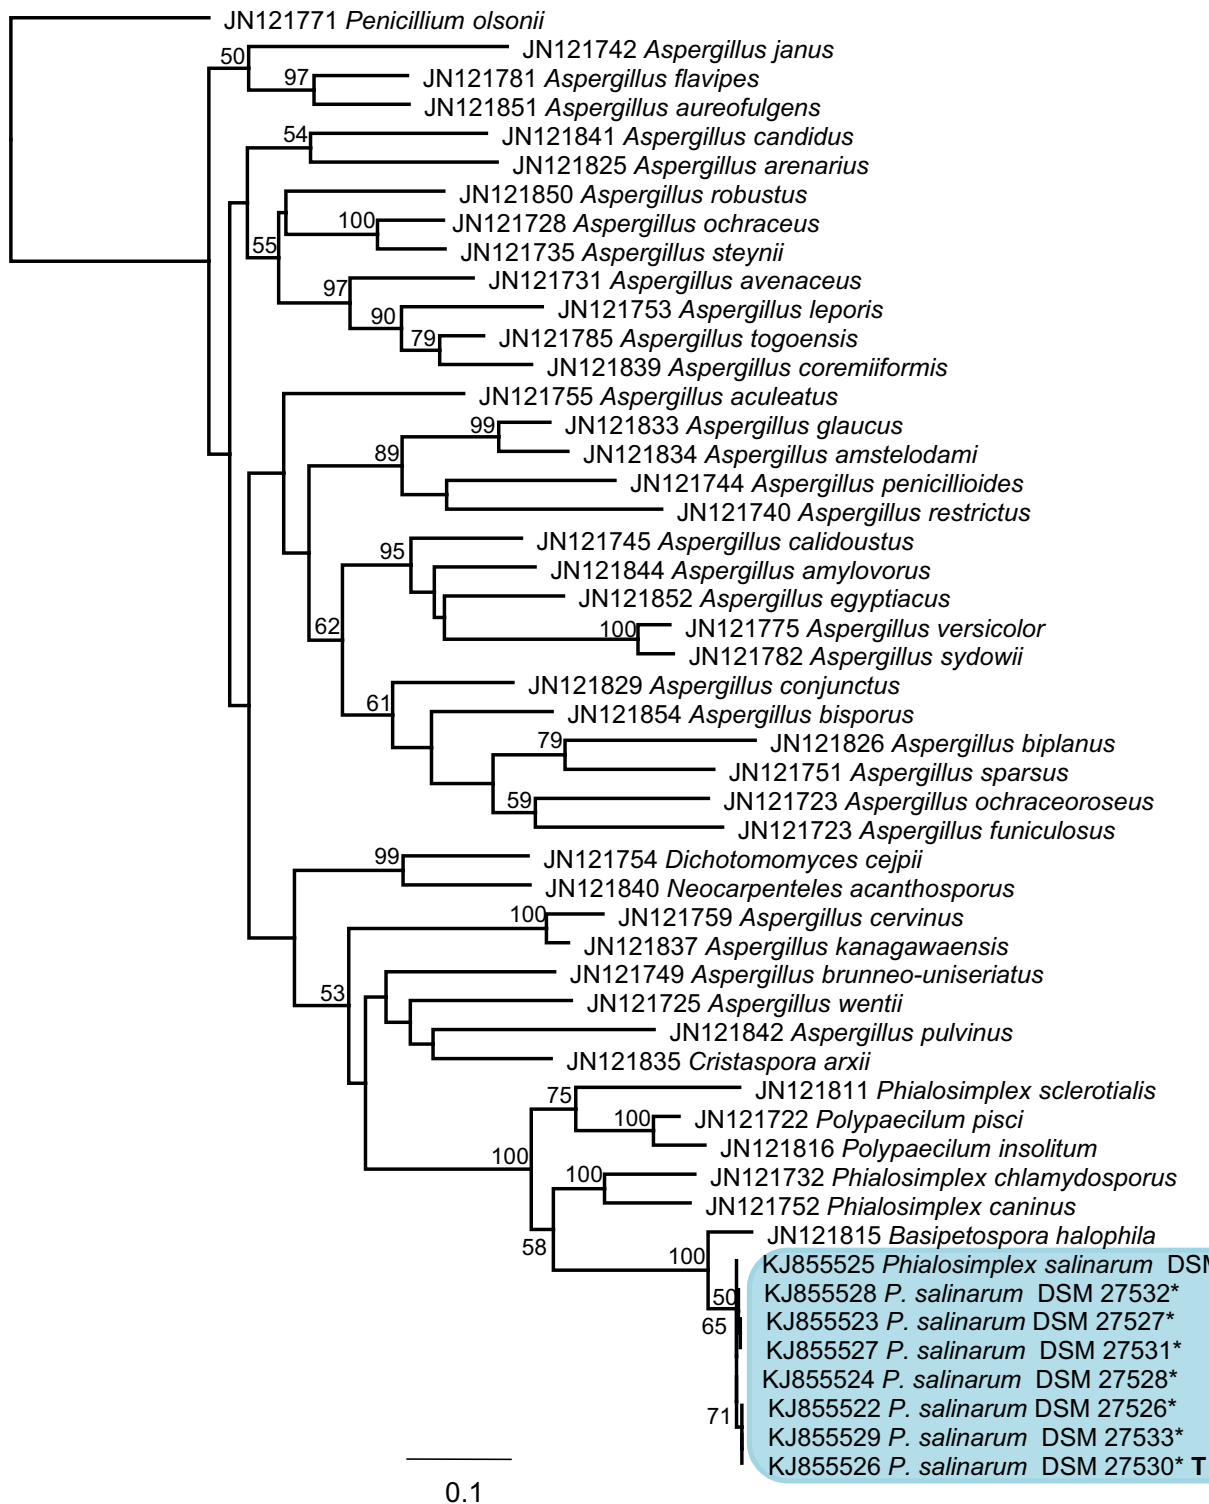 JN121771 Penicillium olsonii
JN121742 Aspergillus janus
50
97
JN121781 Aspergillus flavipes
JN121851 Aspergillus aureofulgens
54
JN121841 Aspergillus candidus
JN121825 Aspergillus arenarius
JN121850 Aspergillus robustus
100
JN121728 Aspergillus ochraceus
55
JN121735 Aspergillus steynii
97
JN121731 Aspergillus avenaceus
90
JN121753 Aspergillus leporis
79
JN121785 Aspergillus togoensis
JN121839 Aspergillus coremiiformis
JN121755 Aspergillus aculeatus
99
JN121833 Aspergillus glaucus
89
JN121834 Aspergillus amstelodami
JN121744 Aspergillus penicillioides
JN121740 Aspergillus restrictus
95
JN121745 Aspergillus calidoustus
JN121844 Aspergillus amylovorus
JN121852 Aspergillus egyptiacus
62
100
JN121775 Aspergillus versicolor
JN121782 Aspergillus sydowii
JN121829 Aspergillus conjunctus
61
JN121854 Aspergillus bisporus
79
JN121826 Aspergillus biplanus
JN121751 Aspergillus sparsus
59
JN121723 Aspergillus ochraceoroseus
JN121723 Aspergillus funiculosus
99
JN121754 Dichotomomyces cejpii
JN121840 Neocarpenteles acanthosporus
100
JN121759 Aspergillus cervinus
JN121837 Aspergillus kanagawaensis
JN121749 Aspergillus brunneo-uniseriatus
53
JN121725 Aspergillus wentii
JN121842 Aspergillus pulvinus
JN121835 Cristaspora arxii
75
JN121811 Phialosimplex sclerotialis
100
JN121722 Polypaecilum pisci
JN121816 Polypaecilum insolitum
100
100
JN121732 Phialosimplex chlamydosporus
JN121752 Phialosimplex caninus
58
JN121815 Basipetospora halophila
100
KJ855525 Phialosimplex salinarum DSM
50
KJ855528 P. salinarum DSM 27532*
65
KJ855523 P. salinarum DSM 27527*
KJ855527 P. salinarum DSM 27531*
KJ855524 P. salinarum DSM 27528*
71
KJ855522 P. salinarum DSM 27526*
KJ855529 P. salinarum DSM 27533*
KJ855526 P. salinarum DSM 27530* T
0.1